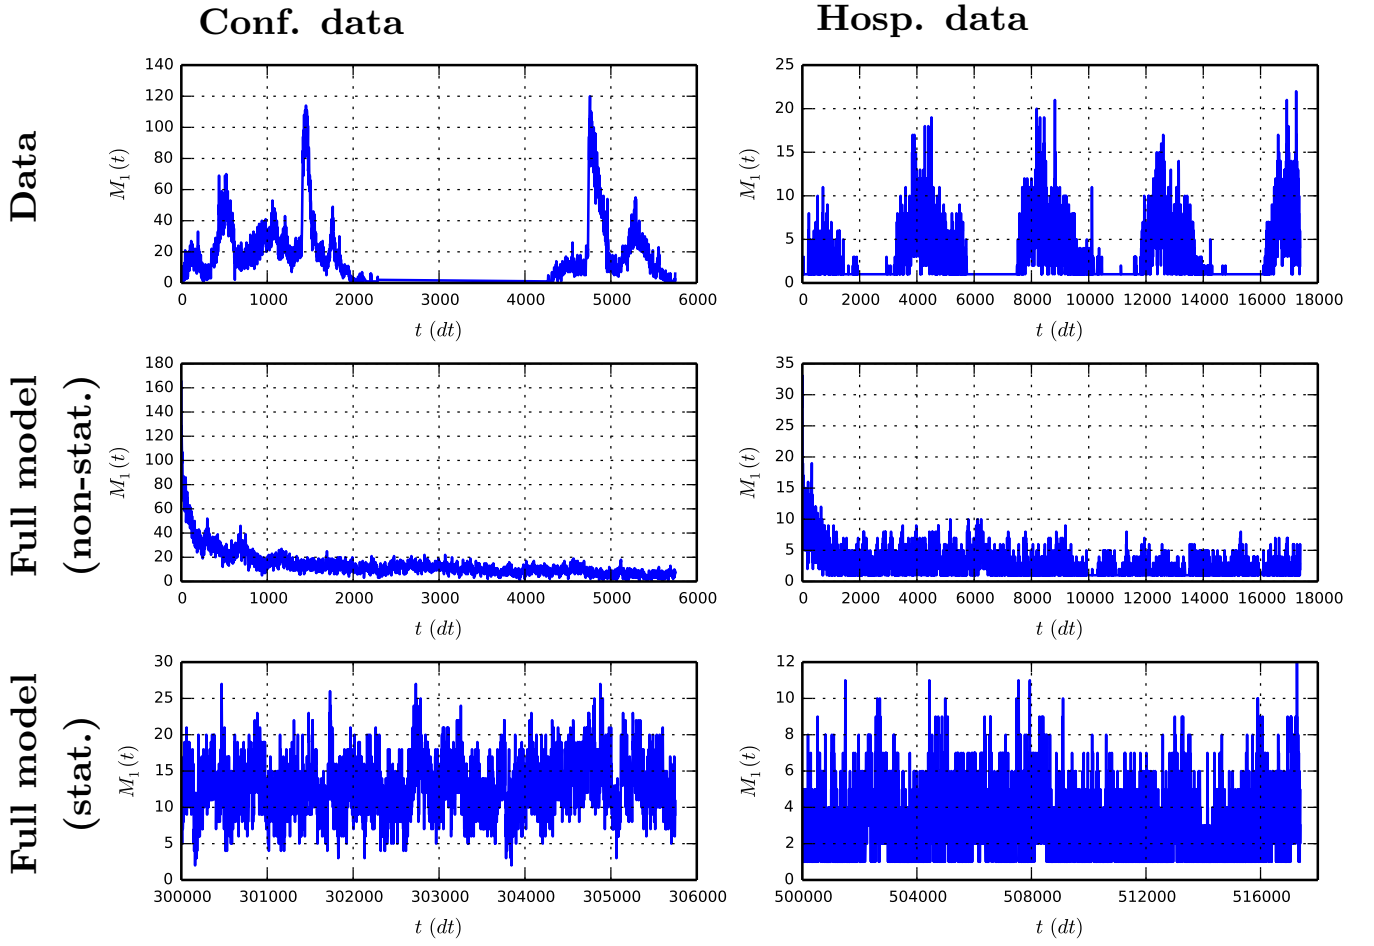 Conf. data
Hosp. data
Data
M1(t)
140
120
100
80
60
40
20
0
0 1000 2000 3000 4000 5000 6000
t (dt)
M1(t)
25
20
15
10
5
0
0 2000 4000 6000 8000 10000 12000 14000 16000 18000
t (dt)
Full model
(non-stat.)
M1(t)
180
160
140
120
100
80
60
40
20
0
0 1000 2000 3000 4000 5000 6000
t (dt)
M1(t)
35
30
25
20
15
10
5
0
0 2000 4000 6000 8000 10000 12000 14000 16000 18000
t (dt)
Full model
(stat.)
M1(t)
30
25
20
15
10
5
0
300000 301000 302000 303000 304000 305000 306000
t (dt)
M1(t)
12
10
8
6
4
2
0
500000 504000 508000 512000 516000
t (dt)